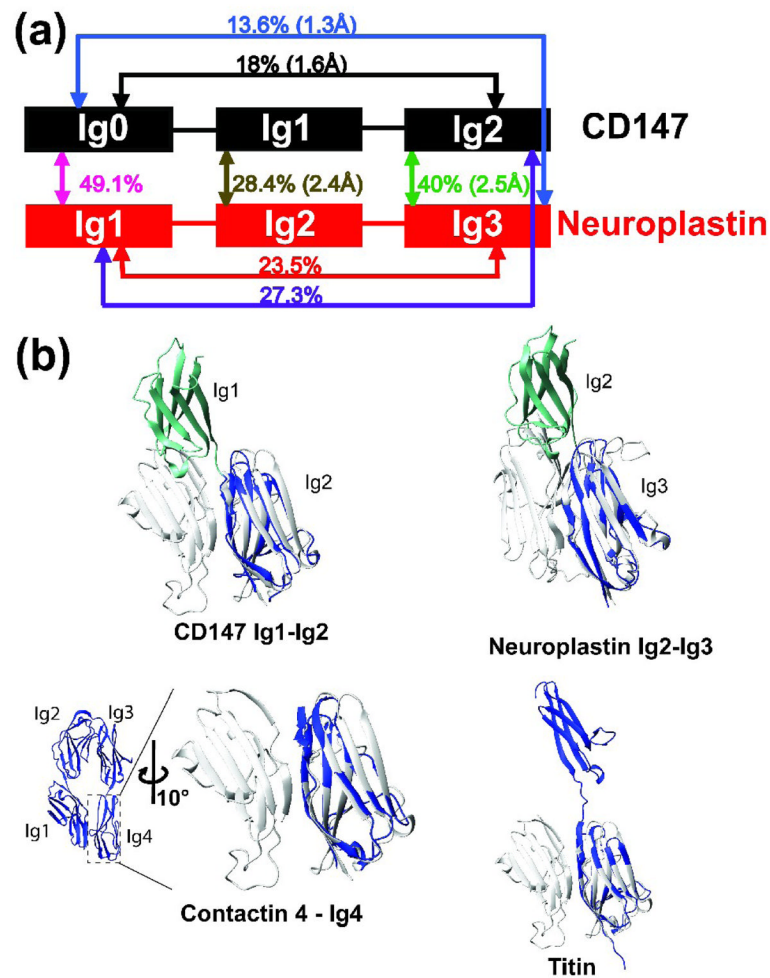 (a)
13.6% (1.3Å)
18% (1.6Å)
Ig0 Ig1 Ig2 CD147
49.1% 28.4% (2.4Å) 40% (2.5Å)
Ig1 Ig2 Ig3 Neuroplastin
23.5%
27.3%
(b)
Ig1 Ig2
Ig2 Ig3
CD147 Ig1-Ig2 Neuroplastin Ig2-Ig3
Ig2 Ig3
10°
Ig1 Ig4
Contactin 4 - Ig4
Titin